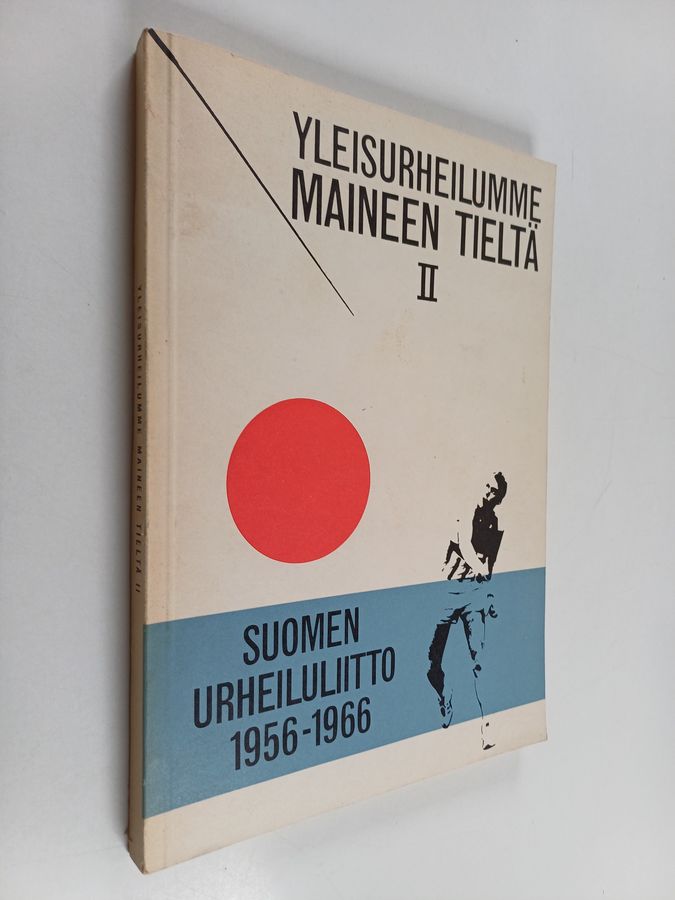 YLEISURHEILUMME
MAINEEN TIELTÄ
II
SUOMEN
URHEILULIITTO
1956-1966
YLEISURHEILUMME MAINEEN TIELTÄ II